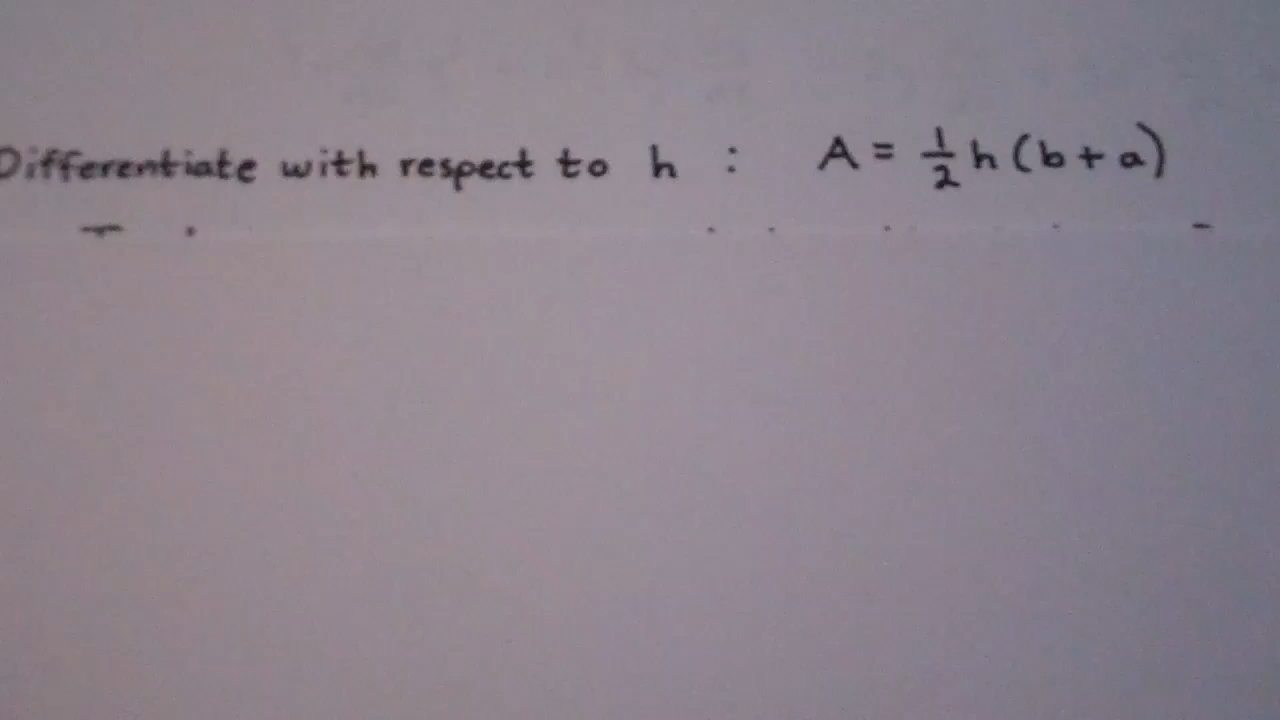 Differentiate with respect to h : A = 1/2 h (b + a)